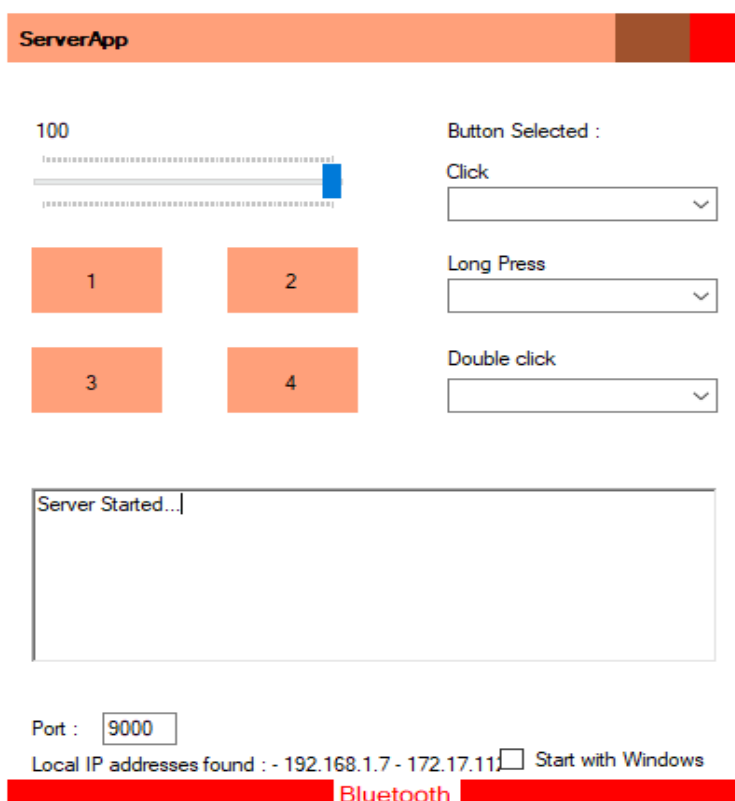 ServerApp
100
Button Selected :
Click
1
2
Long Press
3
4
Double click
Server Started...
Port :
9000
Local IP addresses found : - 192.168.1.7 - 172.17.11
Start with Windows
Bluetooth